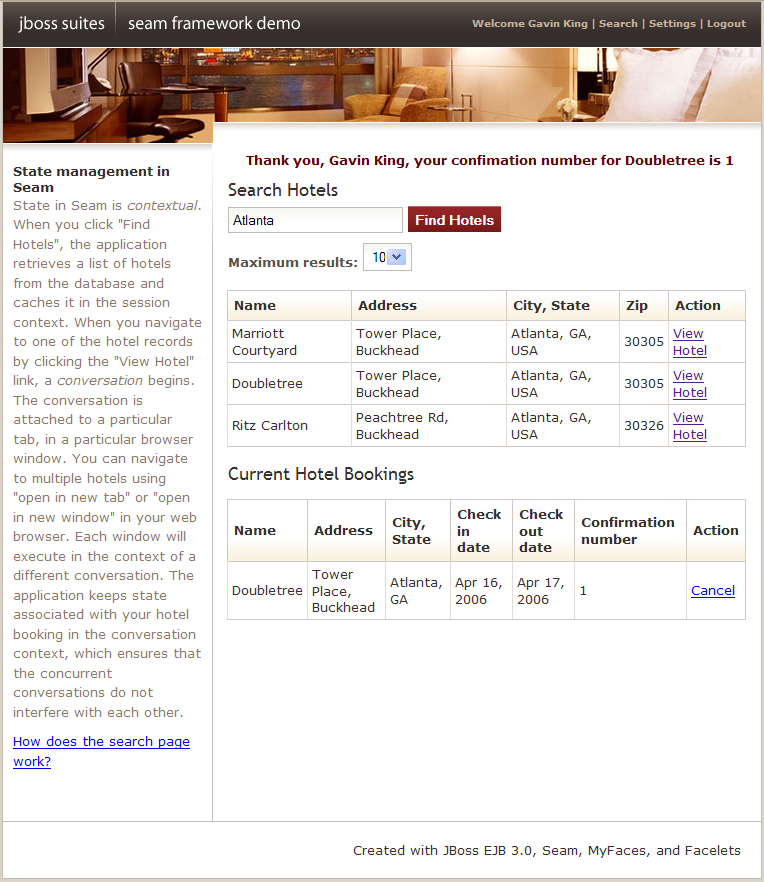 jboss suites seam framework demo
Welcome Gavin King | Search | Settings | Logout
State management in
Seam
State in Seam is contextual.
When you click "Find
Hotels", the application
retrieves a list of hotels
from the database and
caches it in the session
context. When you navigate
to one of the hotel records
by clicking the "View Hotel"
link, a conversation begins.
The conversation is
attached to a particular
tab, in a particular browser
window. You can navigate
to multiple hotels using
"open in new tab" or "open
in new window" in your web
browser. Each window will
execute in the context of a
different conversation. The
application keeps state
associated with your hotel
booking in the conversation
context, which ensures that
the concurrent
conversations do not
interfere with each other.
How does the search page
work?
Thank you, Gavin King, your confimation number for Doubletree is 1
Search Hotels
Atlanta Find Hotels
Maximum results: 10
Name Address City, State Zip Action
Marriott Tower Place, Atlanta, GA, 30305 View
Courtyard Buckhead USA Hotel
Doubletree Tower Place, Atlanta, GA, 30305 View
Buckhead USA Hotel
Ritz Carlton Peachtree Rd, Atlanta, GA, 30326 View
Buckhead USA Hotel
Current Hotel Bookings
Name Address City, State Check in date Check out date Confirmation number Action
Doubletree Tower Place, Buckhead Atlanta, GA Apr 16, 2006 Apr 17, 2006 1 Cancel
Created with JBoss EJB 3.0, Seam, MyFaces, and Facelets